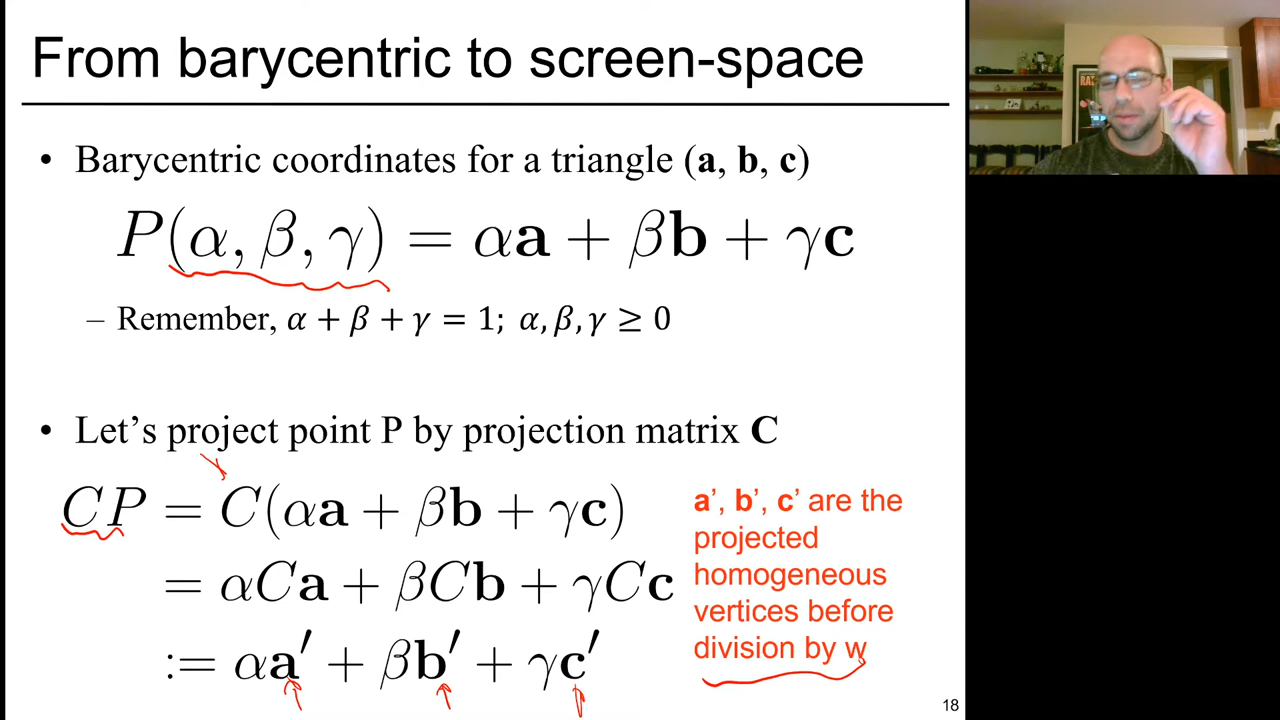 From barycentric to screen-space
• Barycentric coordinates for a triangle (a, b, c)
P(α, β, γ) = αa + βb + γc
– Remember, α + β + γ = 1; α, β, γ ≥ 0
• Let's project point P by projection matrix C
CP = C(αa + βb + γc)
= αCa + βCb + γCc
:= αa′ + βb′ + γc′
a', b', c' are the
projected
homogeneous
vertices before
division by w
18